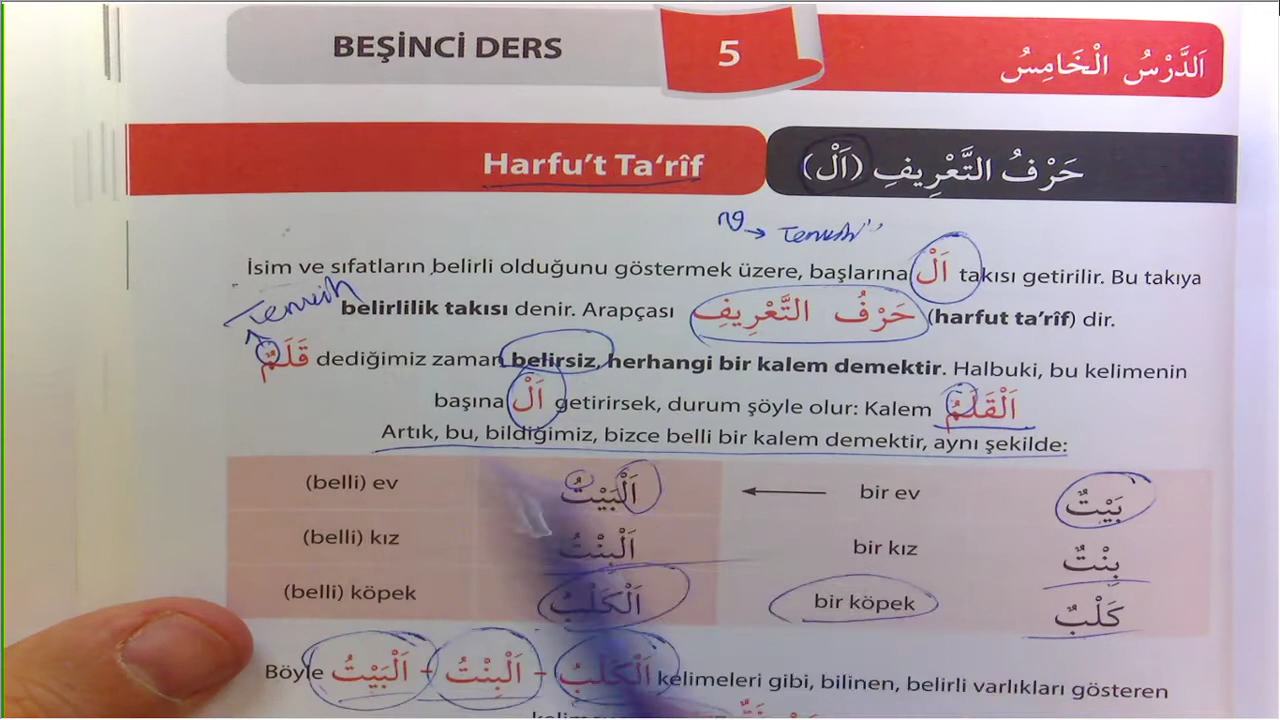 BEŞİNCİ DERS 5 اَلدَّرْسُ الْخَامِسُ
Harfu't Ta'rîf حَرْفُ التَّعْرِيفِ (اَلْ)
Tenvin
İsim ve sıfatların belirli olduğunu göstermek üzere, başlarına اَلْ takısı getirilir. Bu takıya
Tenvin
belirlilik takısı denir. Arapçası حَرْفُ التَّعْرِيفِ (harfut ta'rîf) dir.
قَلَمٌ dediğimiz zaman belirsiz, herhangi bir kalem demektir. Halbuki, bu kelimenin
başına اَلْ getirirsek, durum şöyle olur: Kalem اَلْقَلَمُ
Artık, bu, bildiğimiz, bizce belli bir kalem demektir, aynı şekilde:
(belli) ev اَلْبَيْتُ ← bir ev بَيْتٌ
(belli) kız اَلْبِنْتُ bir kız بِنْتٌ
(belli) köpek اَلْكَلْبُ bir köpek كَلْبٌ
Böyle اَلْبَيْتُ - اَلْبِنْتُ - اَلْكَلْبُ kelimeleri gibi, bilinen, belirli varlıkları gösteren